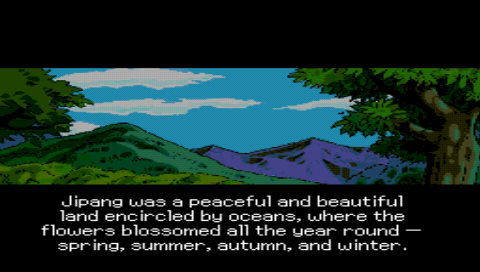 Jipang was a peaceful and beautiful
land encircled by oceans, where the
flowers blossomed all the year round —
spring, summer, autumn, and winter.